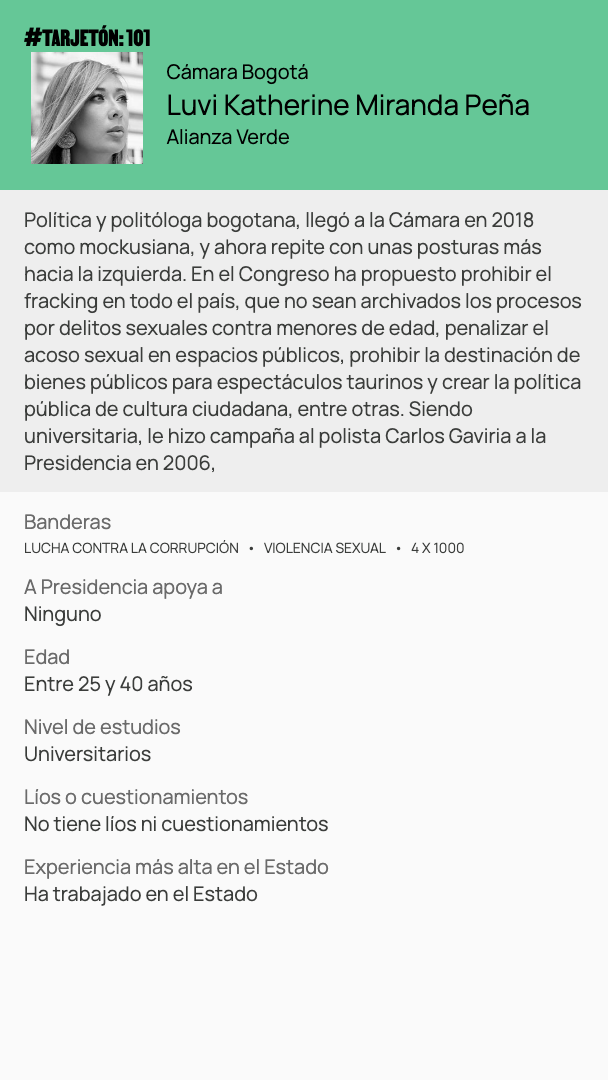 #TARJETÓN: 101
Cámara Bogotá
Luvi Katherine Miranda Peña
Alianza Verde
Política y politóloga bogotana, llegó a la Cámara en 2018
como mockusiana, y ahora repite con unas posturas más
hacia la izquierda. En el Congreso ha propuesto prohibir el
fracking en todo el país, que no sean archivados los procesos
por delitos sexuales contra menores de edad, penalizar el
acoso sexual en espacios públicos, prohibir la destinación de
bienes públicos para espectáculos taurinos y crear la política
pública de cultura ciudadana, entre otras. Siendo
universitaria, le hizo campaña al polista Carlos Gaviria a la
Presidencia en 2006,
Banderas
LUCHA CONTRA LA CORRUPCIÓN • VIOLENCIA SEXUAL • 4 X 1000
A Presidencia apoya a
Ninguno
Edad
Entre 25 y 40 años
Nivel de estudios
Universitarios
Líos o cuestionamientos
No tiene líos ni cuestionamientos
Experiencia más alta en el Estado
Ha trabajado en el Estado